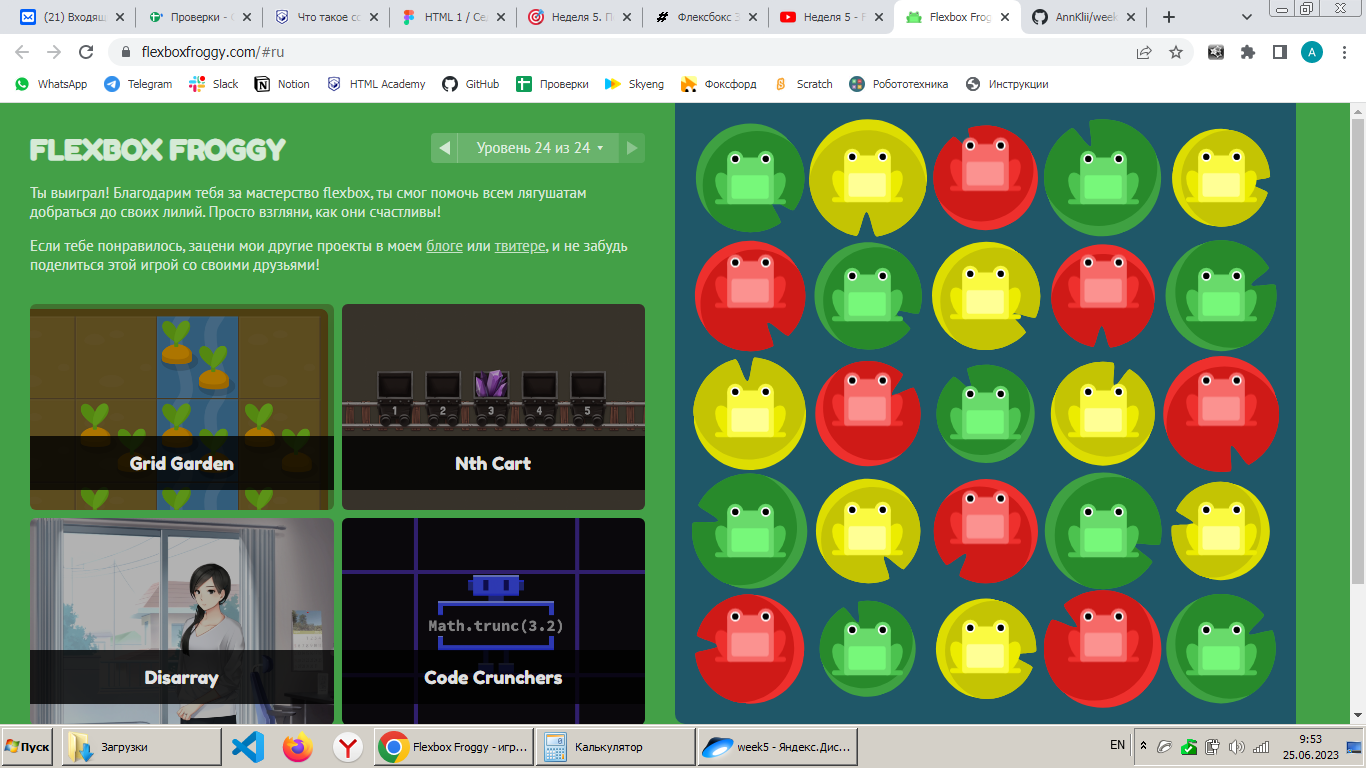 (21) Входящ
Проверки - G
Что такое сс
HTML 1 / Се
Неделя 5. П
Флексбокс З
Неделя 5 - F
Flexbox Frog
AnnKlii/week
flexboxfroggy.com/#ru
A
WhatsApp
Telegram
Slack
Notion
HTML Academy
GitHub
Проверки
Skyeng
Фоксфорд
Scratch
Робототехника
Инструкции
FLEXBOX FROGGY
Уровень 24 из 24
Ты выиграл! Благодарим тебя за мастерство flexbox, ты смог помочь всем лягушатам
добраться до своих лилий. Просто взгляни, как они счастливы!
Если тебе понравилось, зацени мои другие проекты в моем блоге или твитере, и не забудь
поделиться этой игрой со своими друзьями!
Grid Garden
1 2 3 4 5
Nth Cart
Disarray
Math.trunc(3.2)
Code Crunchers
Пуск
Загрузки
Flexbox Froggy - игр...
Калькулятор
week5 - Яндекс.Дис...
EN
9:53
25.06.2023